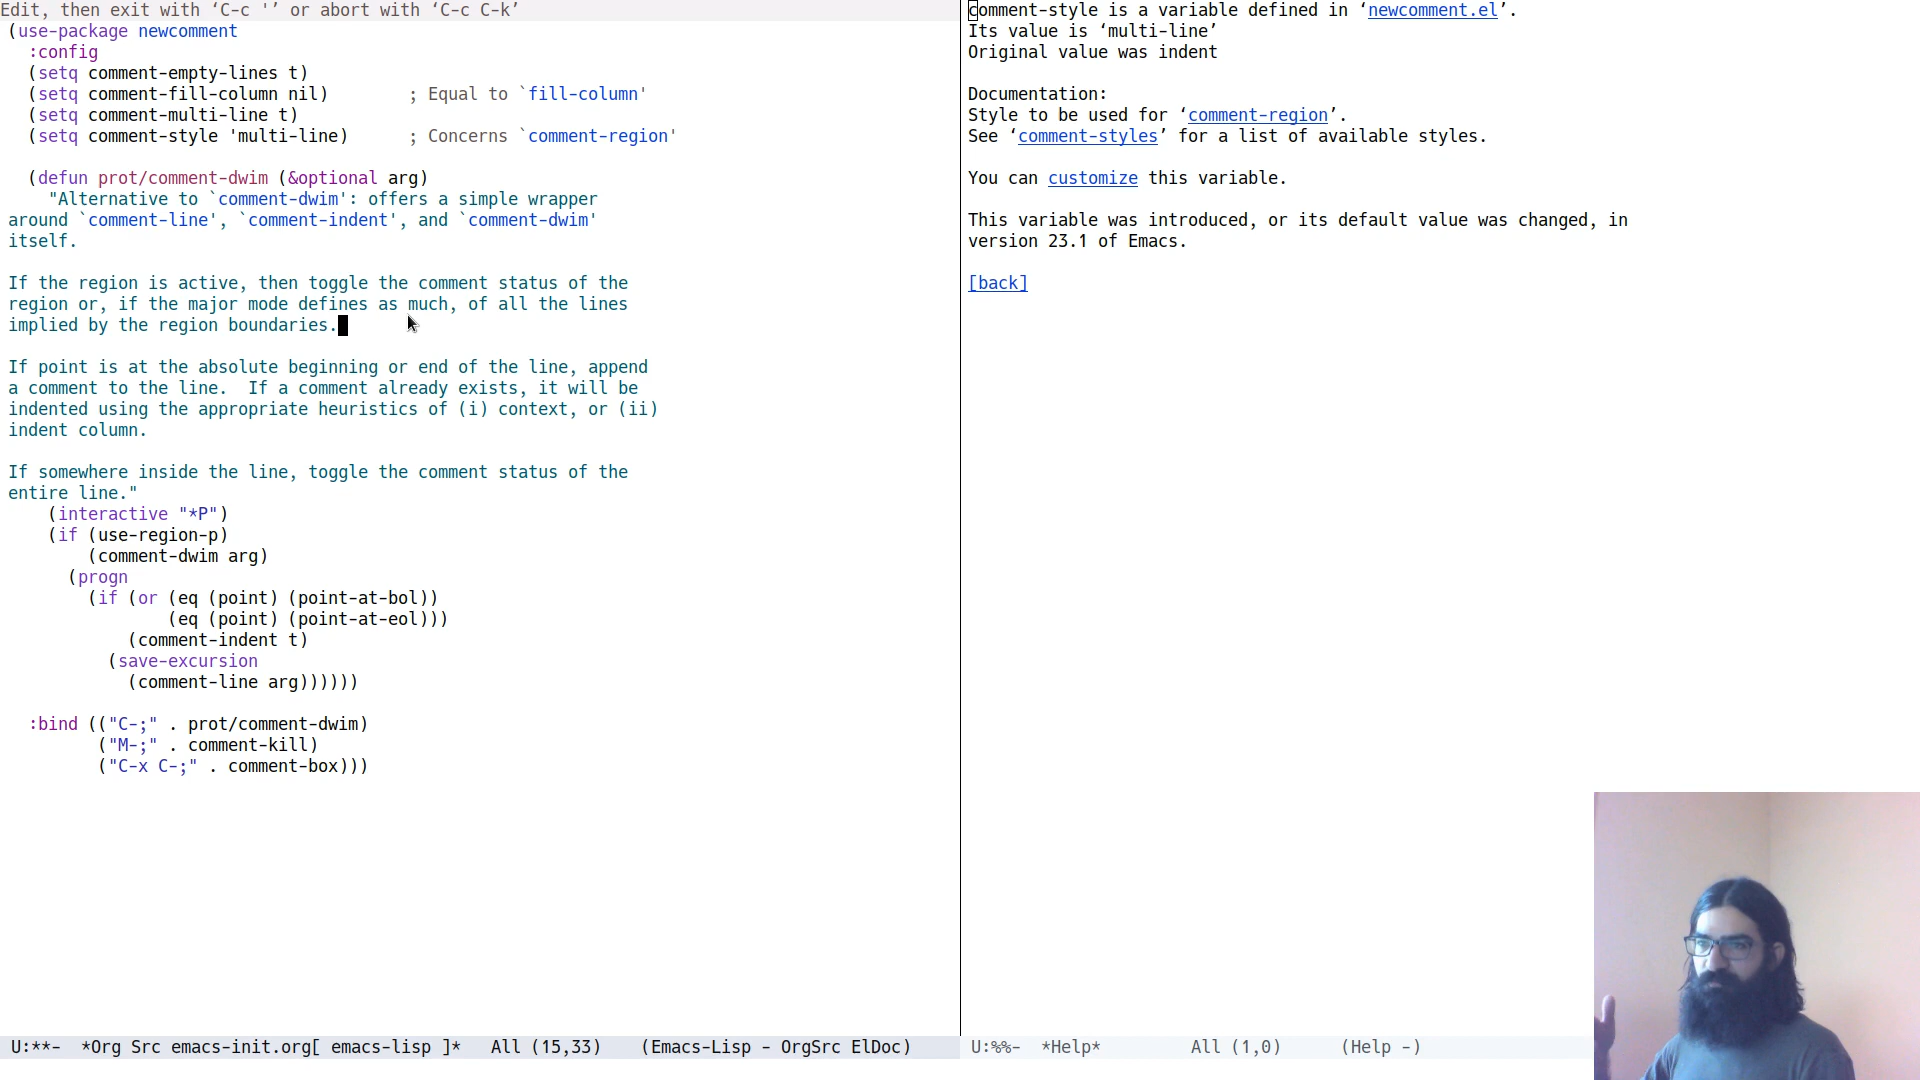 Edit, then exit with ‘C-c '’ or abort with ‘C-c C-k’
(use-package newcomment
  :config
  (setq comment-empty-lines t)
  (setq comment-fill-column nil)        ; Equal to `fill-column'
  (setq comment-multi-line t)
  (setq comment-style 'multi-line)      ; Concerns `comment-region'

  (defun prot/comment-dwim (&optional arg)
    "Alternative to `comment-dwim': offers a simple wrapper
around `comment-line', `comment-indent', and `comment-dwim'
itself.

If the region is active, then toggle the comment status of the
region or, if the major mode defines as much, of all the lines
implied by the region boundaries.

If point is at the absolute beginning or end of the line, append
a comment to the line.  If a comment already exists, it will be
indented using the appropriate heuristics of (i) context, or (ii)
indent column.

If somewhere inside the line, toggle the comment status of the
entire line."
    (interactive "*P")
    (if (use-region-p)
        (comment-dwim arg)
      (progn
        (if (or (eq (point) (point-at-bol))
                (eq (point) (point-at-eol)))
            (comment-indent t)
          (save-excursion
            (comment-line arg))))))

  :bind (("C-;" . prot/comment-dwim)
         ("M-;" . comment-kill)
         ("C-x C-;" . comment-box)))
U:**-  *Org Src emacs-init.org[ emacs-lisp ]*   All (15,33)    (Emacs-Lisp - OrgSrc ElDoc)
comment-style is a variable defined in ‘newcomment.el’.
Its value is ‘multi-line’
Original value was indent

Documentation:
Style to be used for ‘comment-region’.
See ‘comment-styles’ for a list of available styles.

You can customize this variable.

This variable was introduced, or its default value was changed, in
version 23.1 of Emacs.

[back]
U:%%-  *Help*         All (1,0)      (Help -)